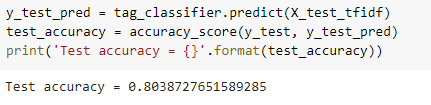 y_test_pred = tag_classifier.predict(X_test_tfidf)
test_accuracy = accuracy_score(y_test, y_test_pred)
print('Test accuracy = {}'.format(test_accuracy))
Test accuracy = 0.8038727651589285